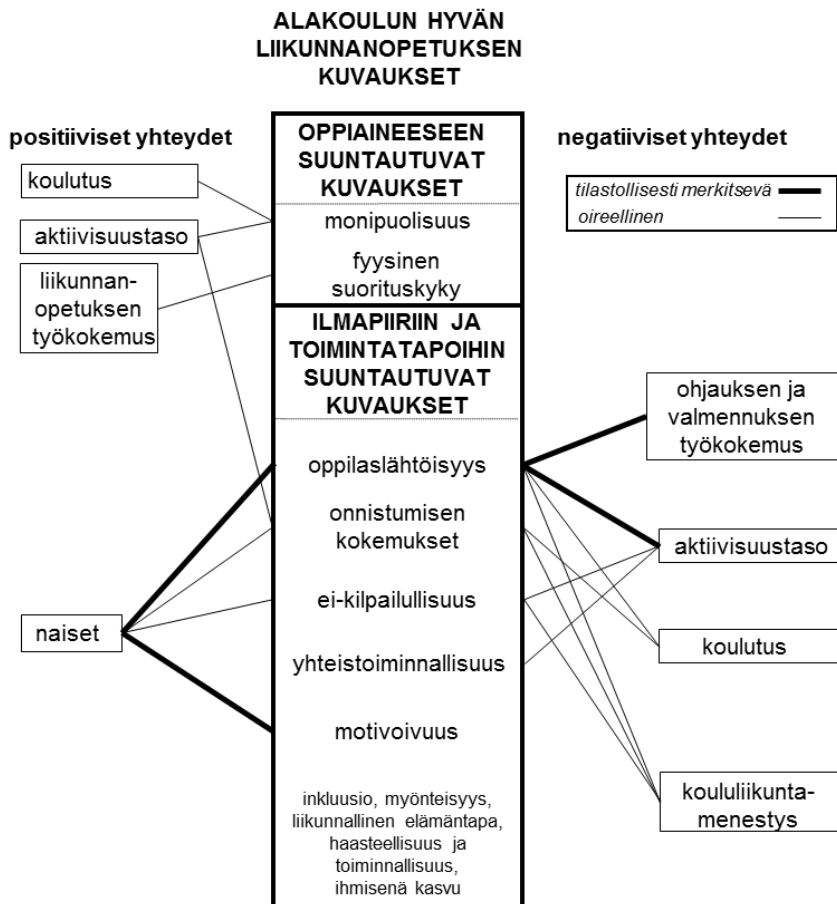 ALAKOULUN HYVÄN
LIIKUNNANOPETUKSEN
KUVAUKSET
positiiviset yhteydet
koulutus
aktiivisuustaso
liikunnan-
opetuksen
työkokemus
naiset
OPPIAINEESEEN
SUUNTAUTUVAT
KUVAUKSET
monipuolisuus
fyysinen
suorituskyky
ILMAPIIRIIN JA
TOIMINTATAPOIHIN
SUUNTAUTUVAT
KUVAUKSET
oppilaslähtöisyys
onnistumisen
kokemukset
ei-kilpailullisuus
yhteistoiminnallisuus
motivoivuus
inkluusio, myönteisyys,
liikunnallinen elämäntapa,
haasteellisuus ja
toiminnallisuus,
ihmisenä kasvu
negatiiviset yhteydet
tilastollisesti merkitsevä
oireellinen
ohjauksen ja
valmennuksen
työkokemus
aktiivisuustaso
koulutus
koululiikunta-
menestys